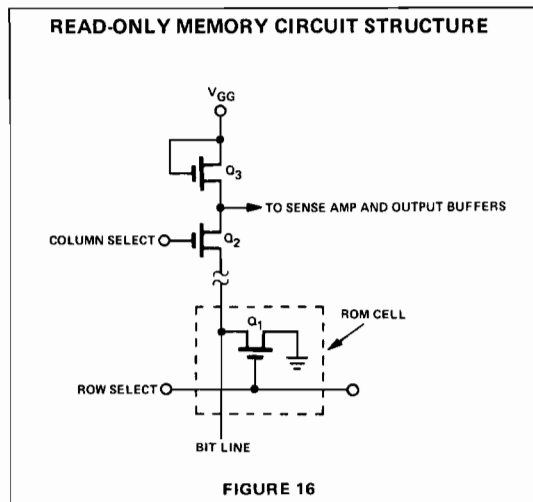 READ-ONLY MEMORY CIRCUIT STRUCTURE
VGG
Q3
TO SENSE AMP AND OUTPUT BUFFERS
COLUMN SELECT
Q2
Q1
ROM CELL
ROW SELECT
BIT LINE
FIGURE 16